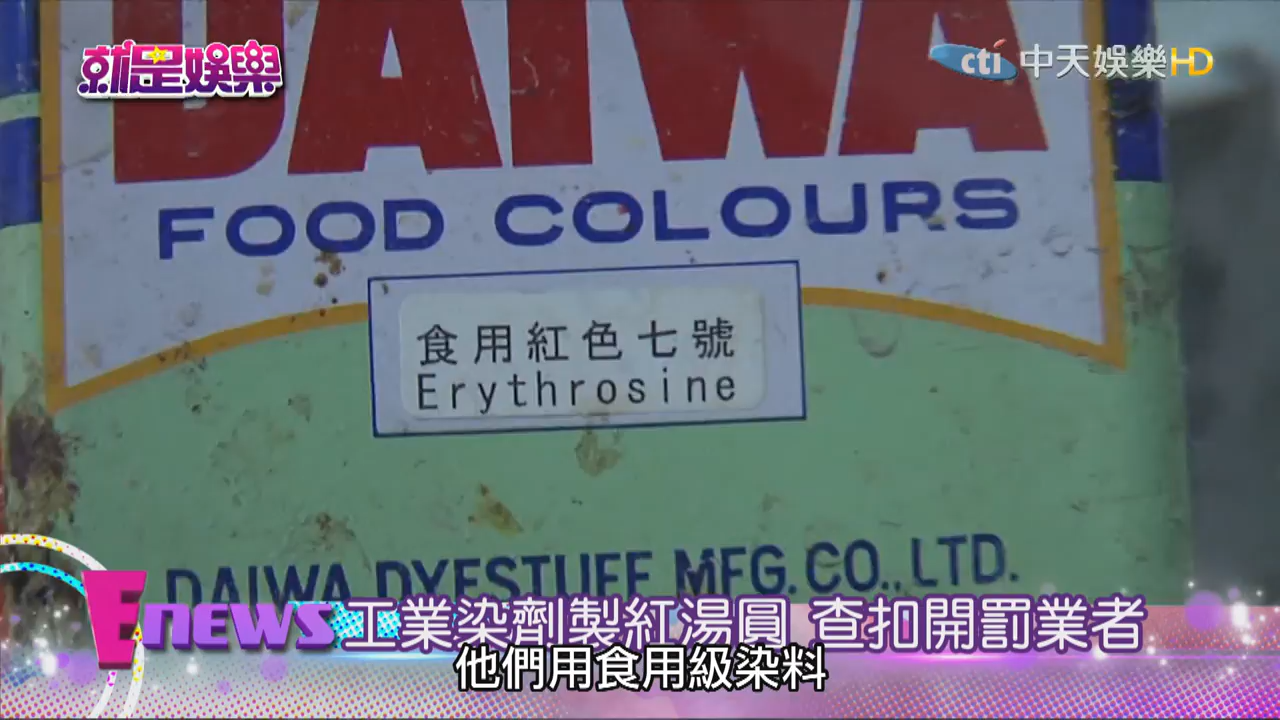 就是娛樂
cti 中天娛樂HD
DAIWA
FOOD COLOURS
食用紅色七號
Erythrosine
DAIWA DYESTUFF MFG. CO., LTD.
Enews 工業染劑製紅湯圓 查扣開罰業者
他們用食用級染料